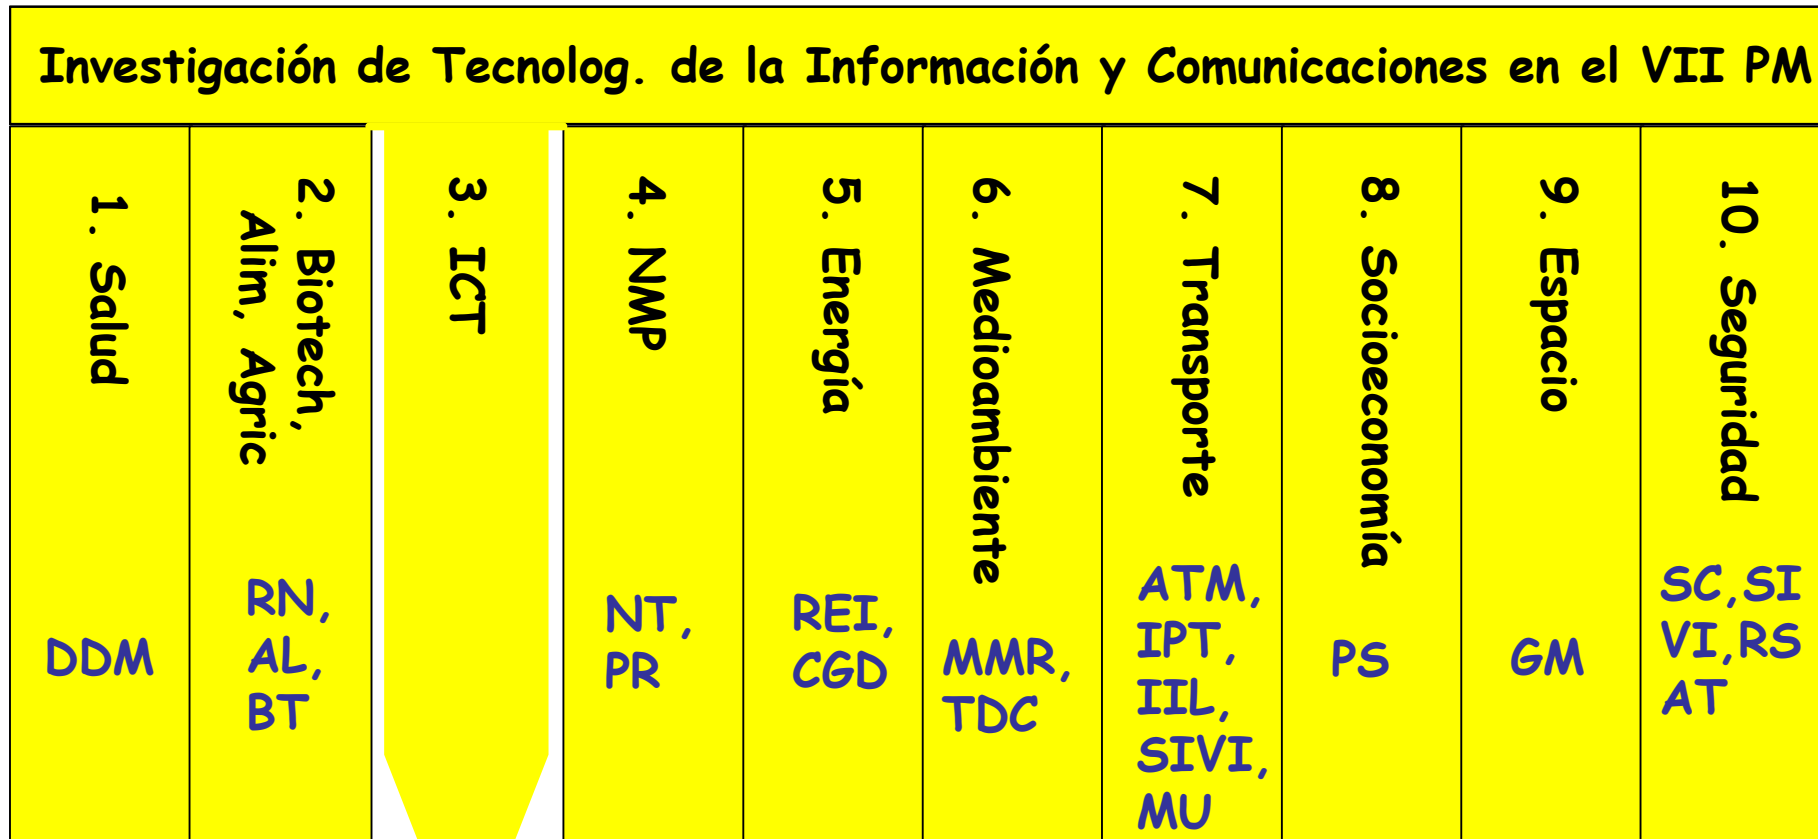 Investigación de Tecnolog. de la Información y Comunicaciones en el VII PM
1. Salud
DDM
2. Biotech,
Alim, Agric
RN,
AL,
BT
3. ICT
4. NMP
NT,
PR
5. Energía
REI,
CGD
6. Medioambiente
MMR,
TDC
7. Transporte
ATM,
IPT,
IIL,
SIVI,
MU
8. Socioeconomía
PS
9. Espacio
GM
10. Seguridad
SC,SI
VI,RS
AT